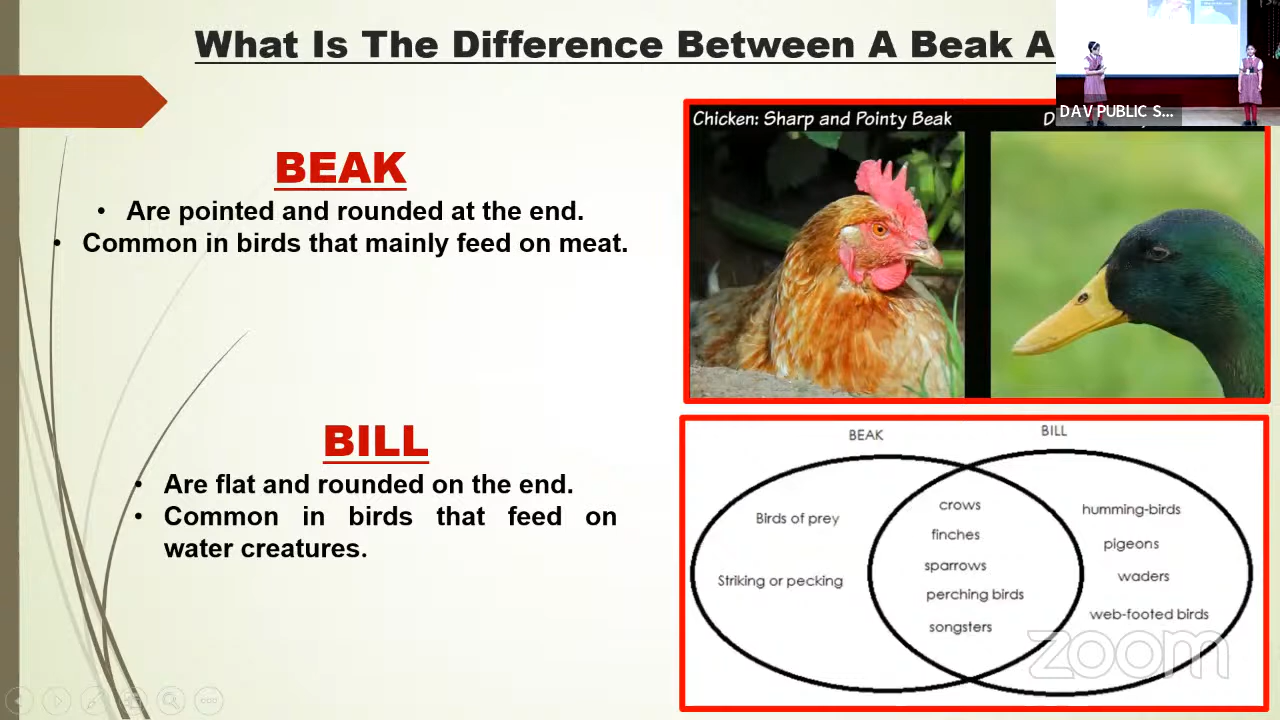 What Is The Difference Between A Beak A
DAV PUBLIC S...
Chicken: Sharp and Pointy Beak
BEAK
• Are pointed and rounded at the end.
• Common in birds that mainly feed on meat.
BILL
• Are flat and rounded on the end.
• Common in birds that feed on
water creatures.
BEAK
BILL
Birds of prey
Striking or pecking
crows
finches
sparrows
perching birds
songsters
humming-birds
pigeons
waders
web-footed birds
zoom